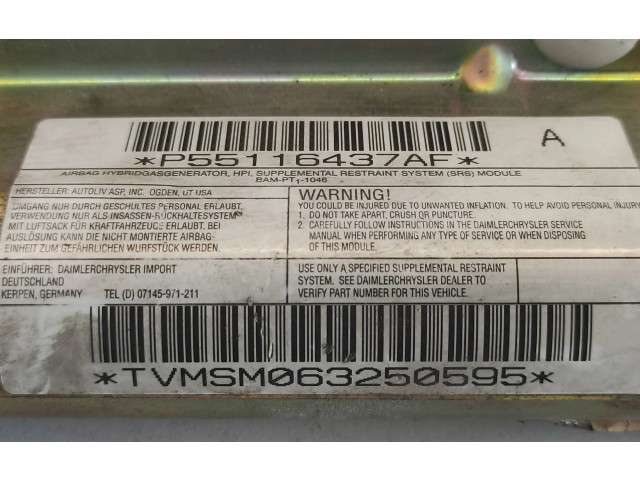 *P55116437AF*
A
AIRBAG HYBRIDGASGENERATOR, HPI, SUPPLEMENTAL RESTRAINT SYSTEM (SRS) MODULE
BAM-PT1-1046
HERSTELLER: AUTOLIV ASP, INC. OGDEN, UT USA
UMGANG NUR DURCH GESCHULTES PERSONAL ERLAUBT.
VERWENDUNG NUR ALS INSASSEN-RÜCKHALTESYSTEM
MIT LUFTSACK FÜR KRAFTFAHRZEUGE ERLAUBT. BEI
AUSLÖSUNG KANN DIE NICHT MONTIERTE AIRBAG-
EINHEIT ZUM GEFÄHRLICHEN WURFSTÜCK WERDEN.
EINFÜHRER: DAIMLERCHRYSLER IMPORT
DEUTSCHLAND
KERPEN, GERMANY TEL (D) 07145-971-211
WARNING!
YOU COULD BE INJURED DUE TO UNWANTED INFLATION. TO HELP AVOID PERSONAL INJURY
1. DO NOT TAKE APART, CRUSH OR PUNCTURE.
2. CAREFULLY FOLLOW INSTRUCTIONS IN THE DAIMLERCHRYSLER SERVICE
MANUAL WHEN PERFORMING ANY TYPE OF SERVICE OR WHEN DISPOSING
OF THIS MODULE.
USE ONLY A SPECIFIED SUPPLEMENTAL RESTRAINT
SYSTEM. SEE DAIMLERCHRYSLER DEALER TO
VERIFY PART NUMBER FOR THIS VEHICLE.
*TVMSM063250595*